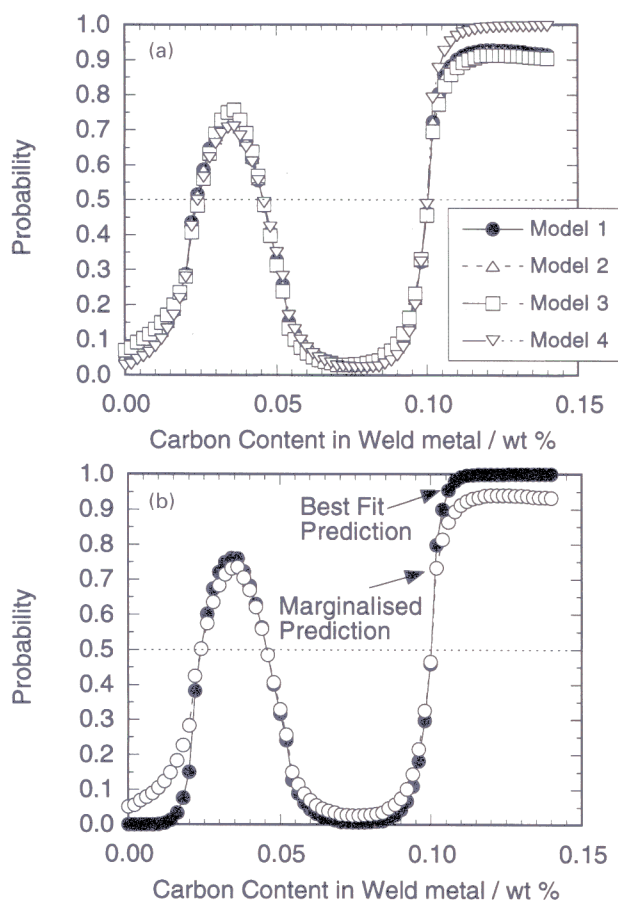 (a)
1.0
0.9
0.8
0.7
0.6
0.5
0.4
0.3
0.2
0.1
0.0
Probability
Model 1
Model 2
Model 3
Model 4
0.00 0.05 0.10 0.15
Carbon Content in Weld metal / wt %
(b)
1.0
0.9
0.8
0.7
0.6
0.5
0.4
0.3
0.2
0.1
0.0
Probability
Best Fit
Prediction
Marginalised
Prediction
0.00 0.05 0.10 0.15
Carbon Content in Weld metal / wt %